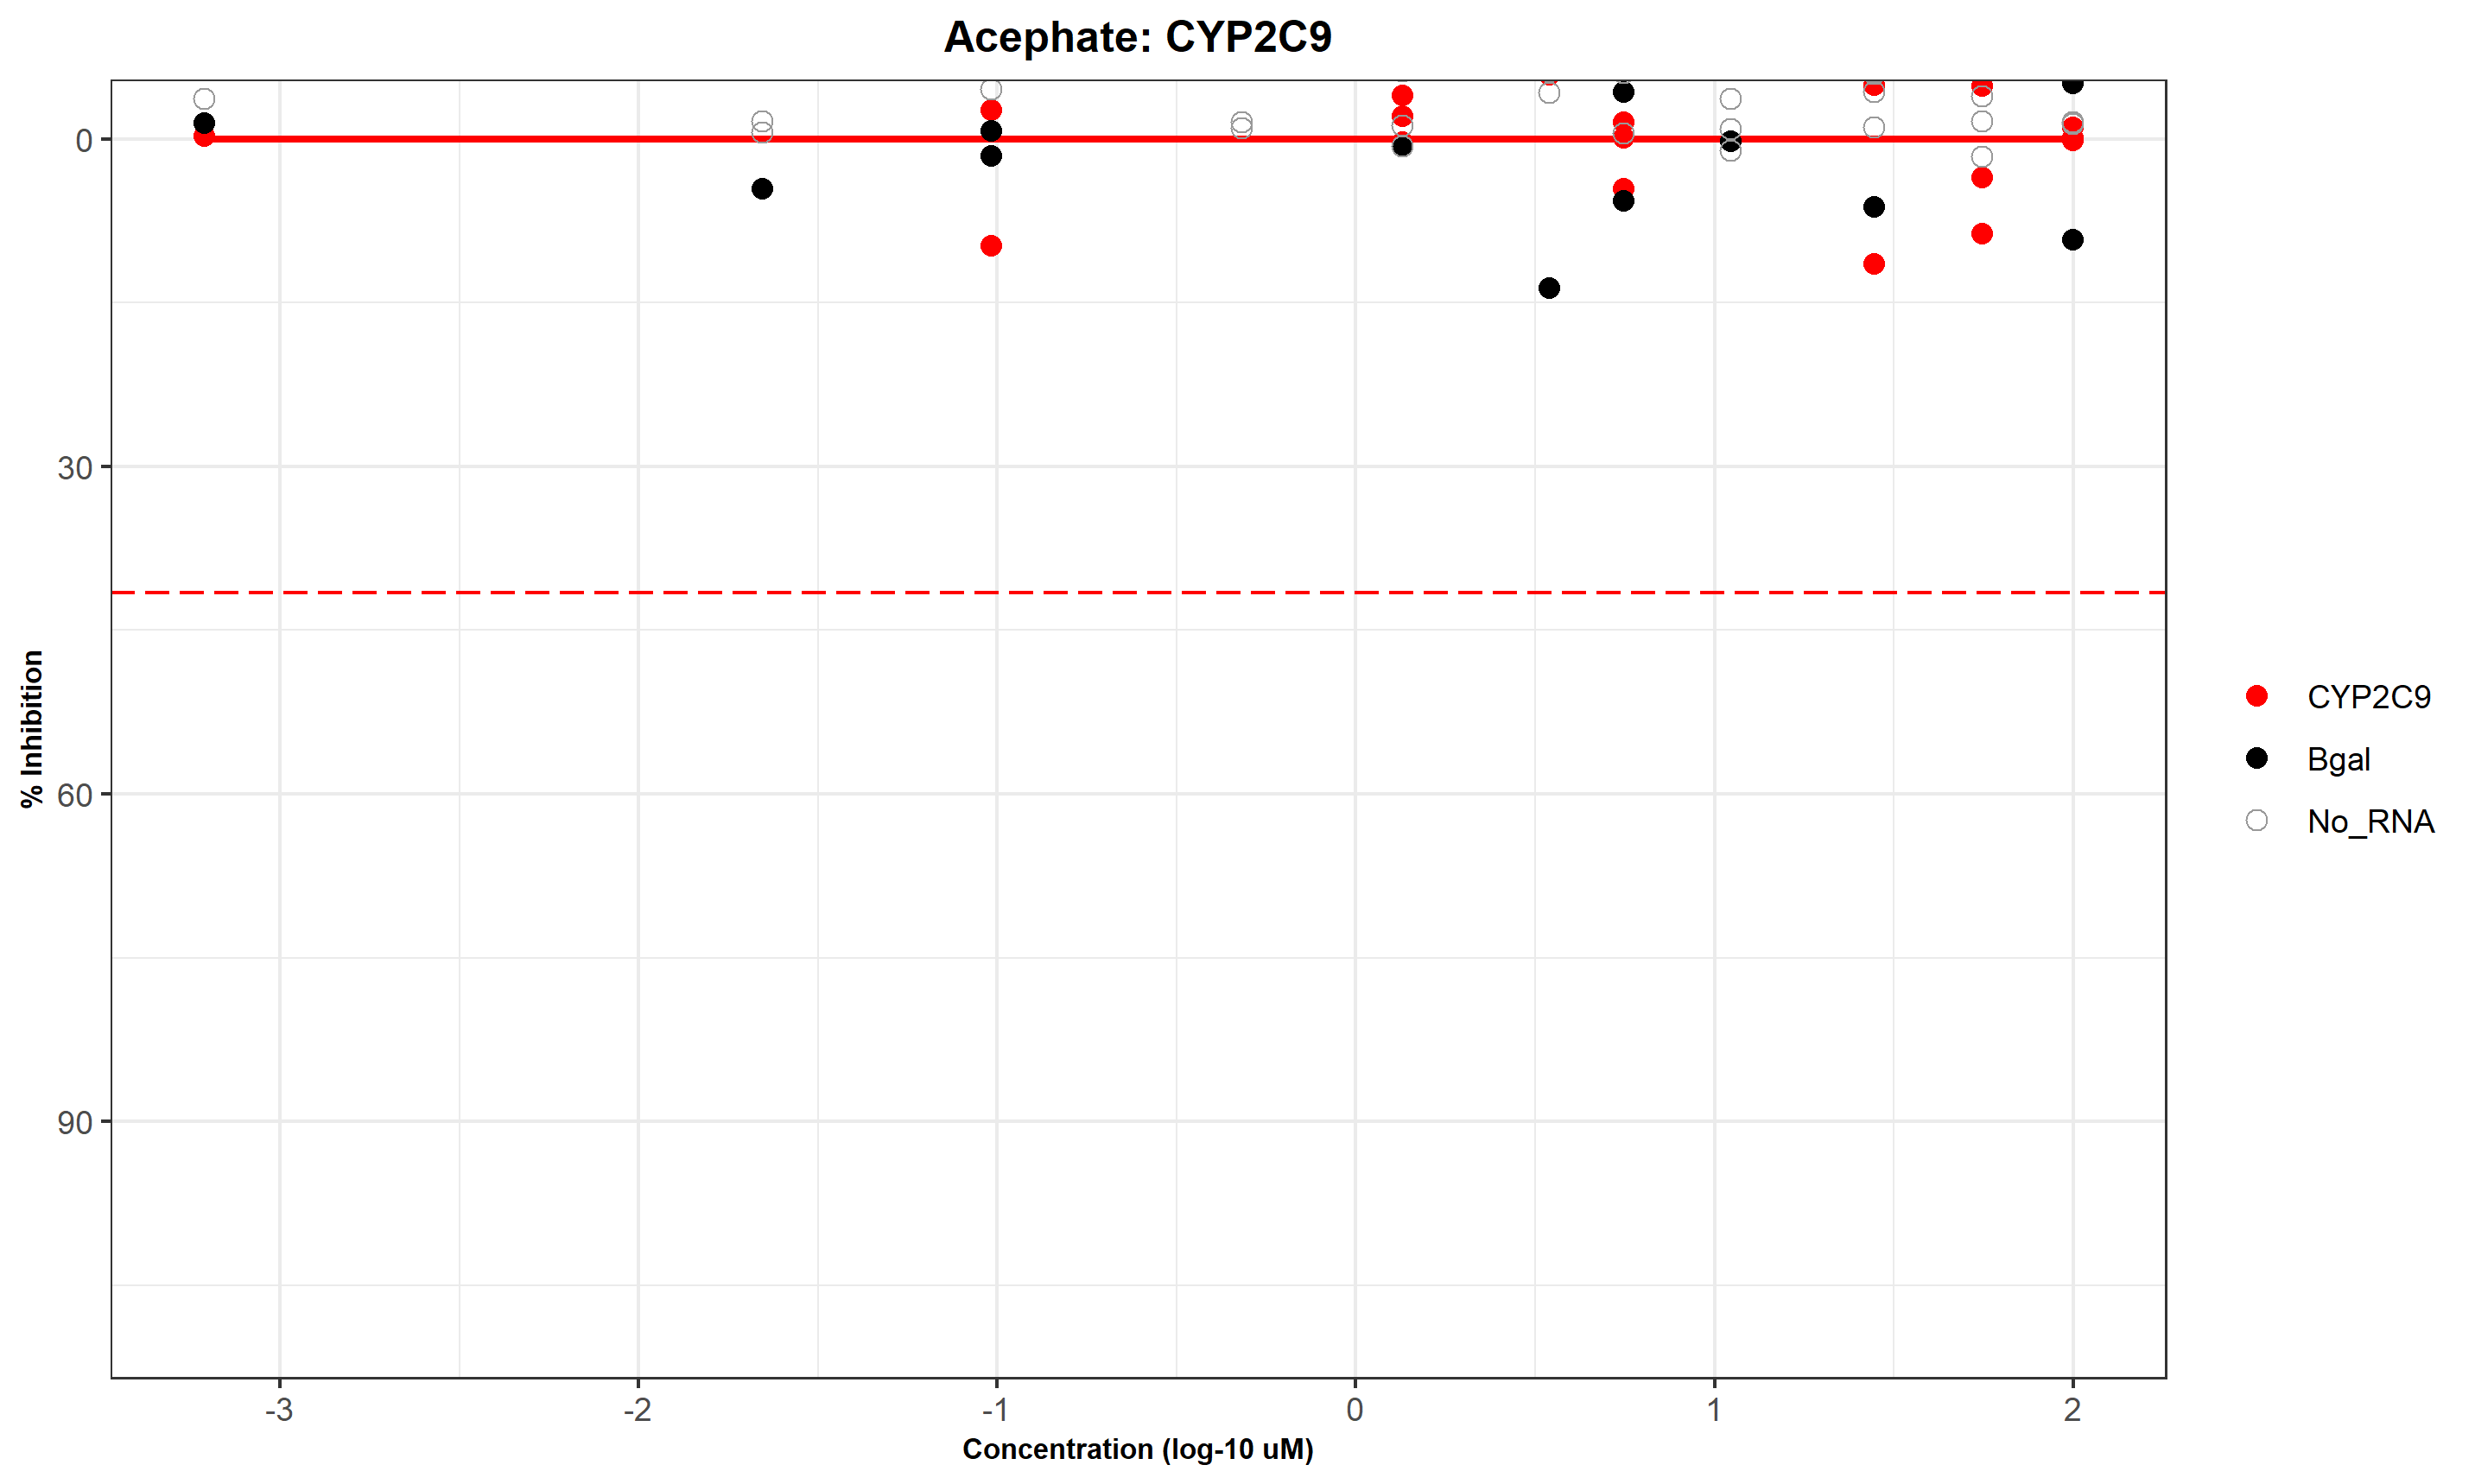 Acephate: CYP2C9
0
30
60
90
% Inhibition
-3
-2
-1
0
1
2
Concentration (log-10 uM)
CYP2C9
Bgal
No_RNA